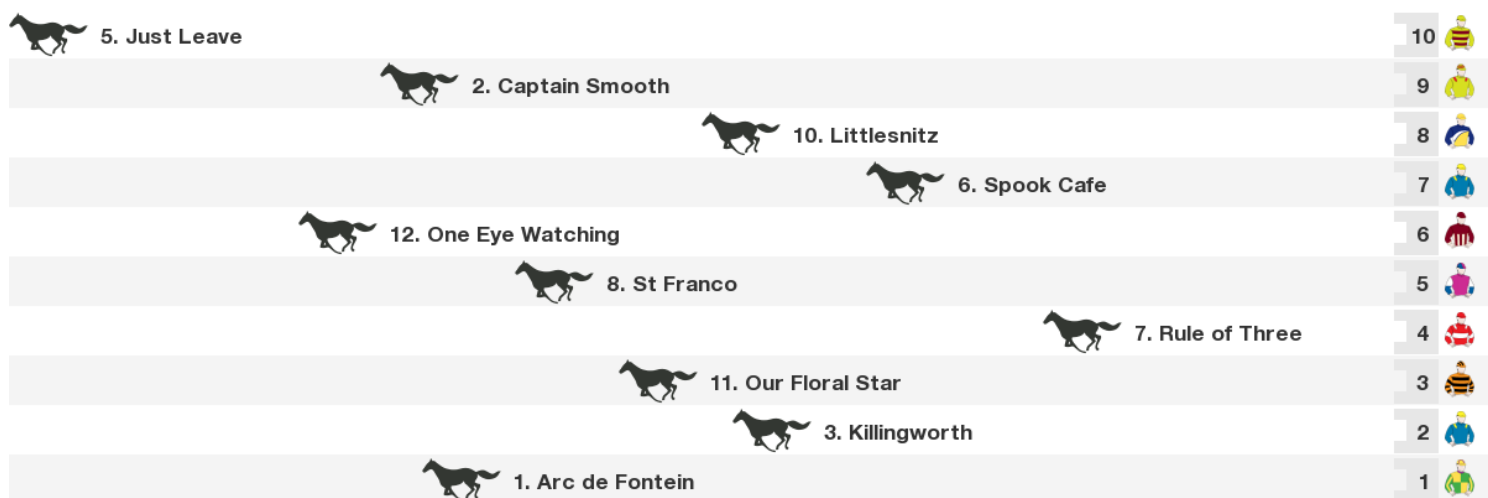 5. Just Leave 10
2. Captain Smooth 9
10. Littlesnitz 8
6. Spook Cafe 7
12. One Eye Watching 6
8. St Franco 5
7. Rule of Three 4
11. Our Floral Star 3
3. Killingworth 2
1. Arc de Fontein 1